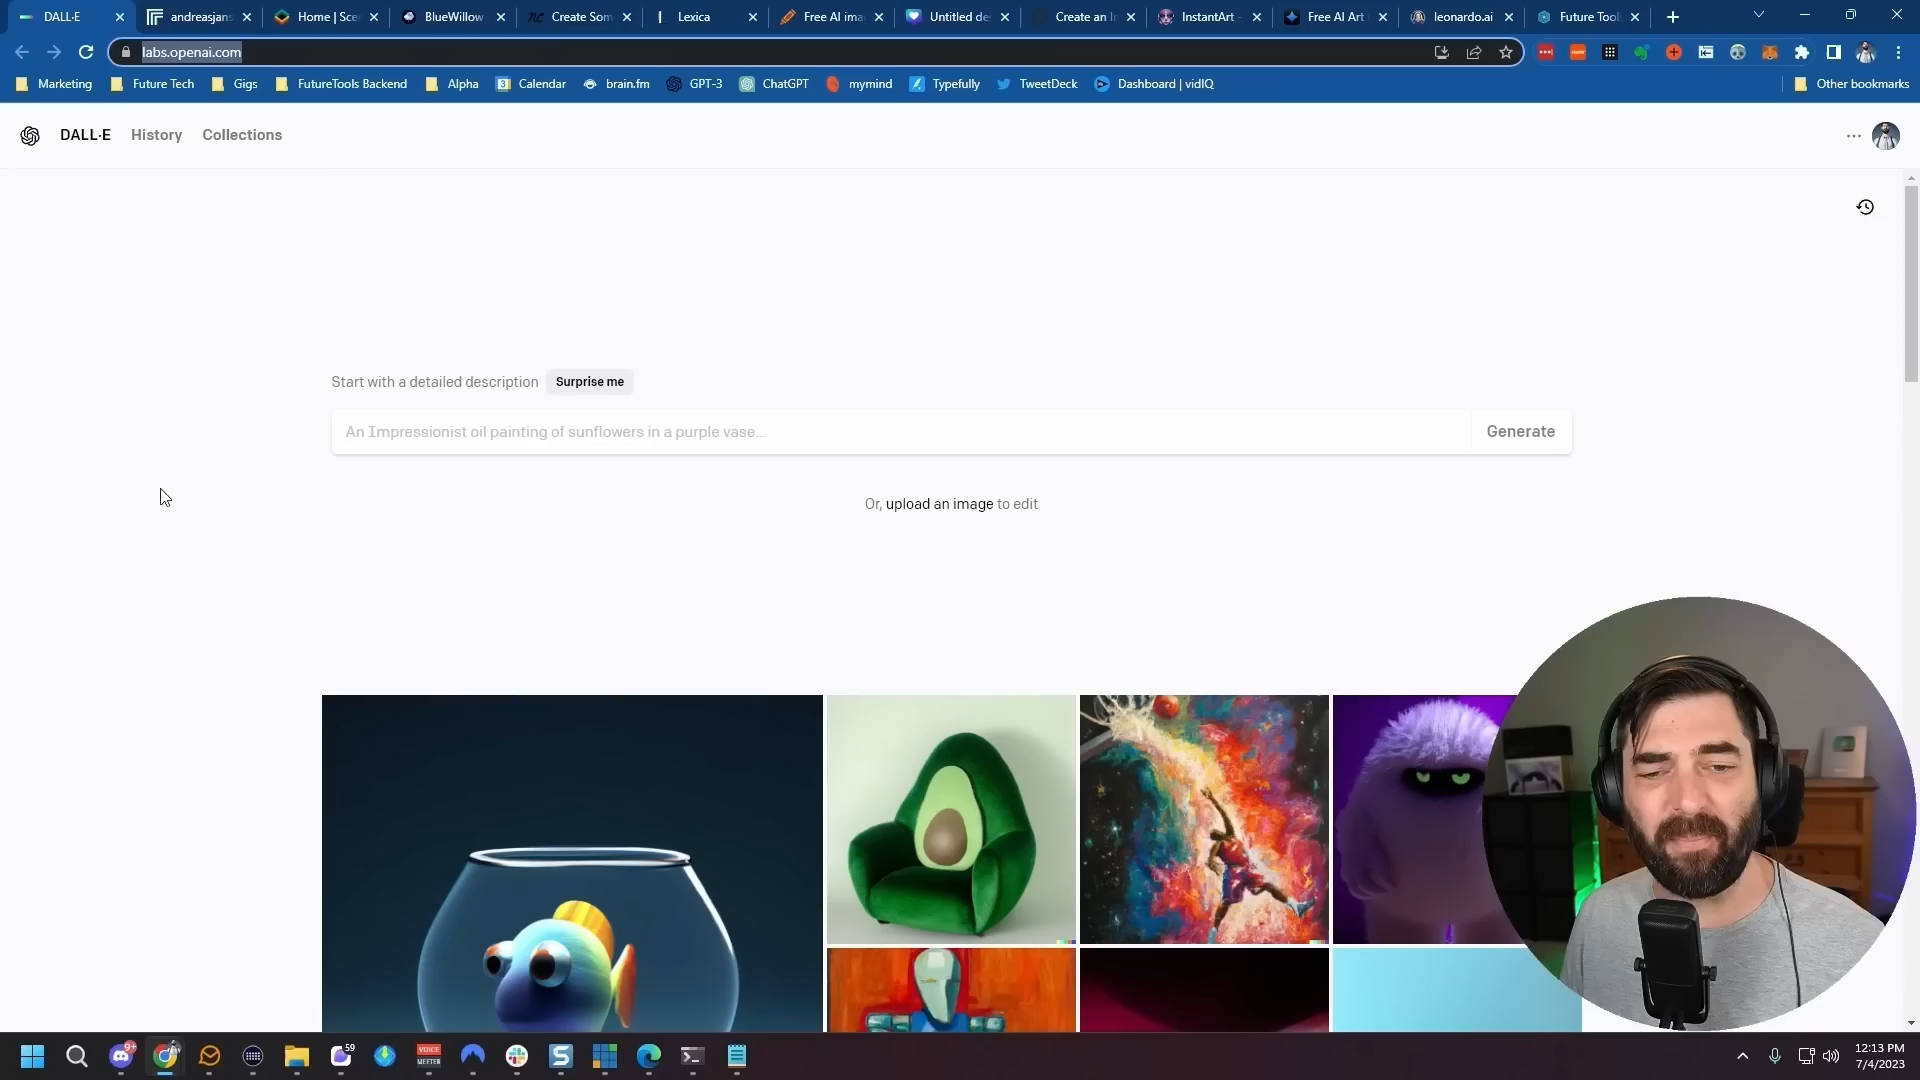 DALL·E
andreasjans
Home | Sce
BlueWillow
Create Som
Lexica
Free AI ima
Untitled de
Create an I
InstantArt -
Free AI Art
leonardo.ai
Future Tool
labs.openai.com
Marketing
Future Tech
Gigs
FutureTools Backend
Alpha
Calendar
brain.fm
GPT-3
ChatGPT
mymind
Typefully
TweetDeck
Dashboard | vidIQ
Other bookmarks
DALL·E
History
Collections
Start with a detailed description
Surprise me
An Impressionist oil painting of sunflowers in a purple vase...
Generate
Or, upload an image to edit
9+
59
VOICE
MEETER
12:13 PM
7/4/2023